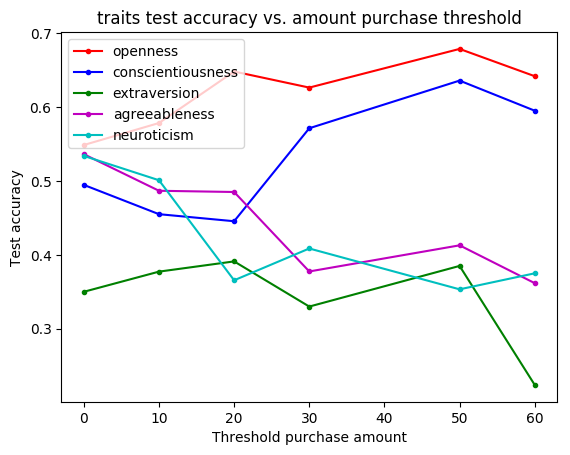 traits test accuracy vs. amount purchase threshold
openness
conscientiousness
extraversion
agreeableness
neuroticism
Test accuracy
0.7
0.6
0.5
0.4
0.3
0 10 20 30 40 50 60
Threshold purchase amount